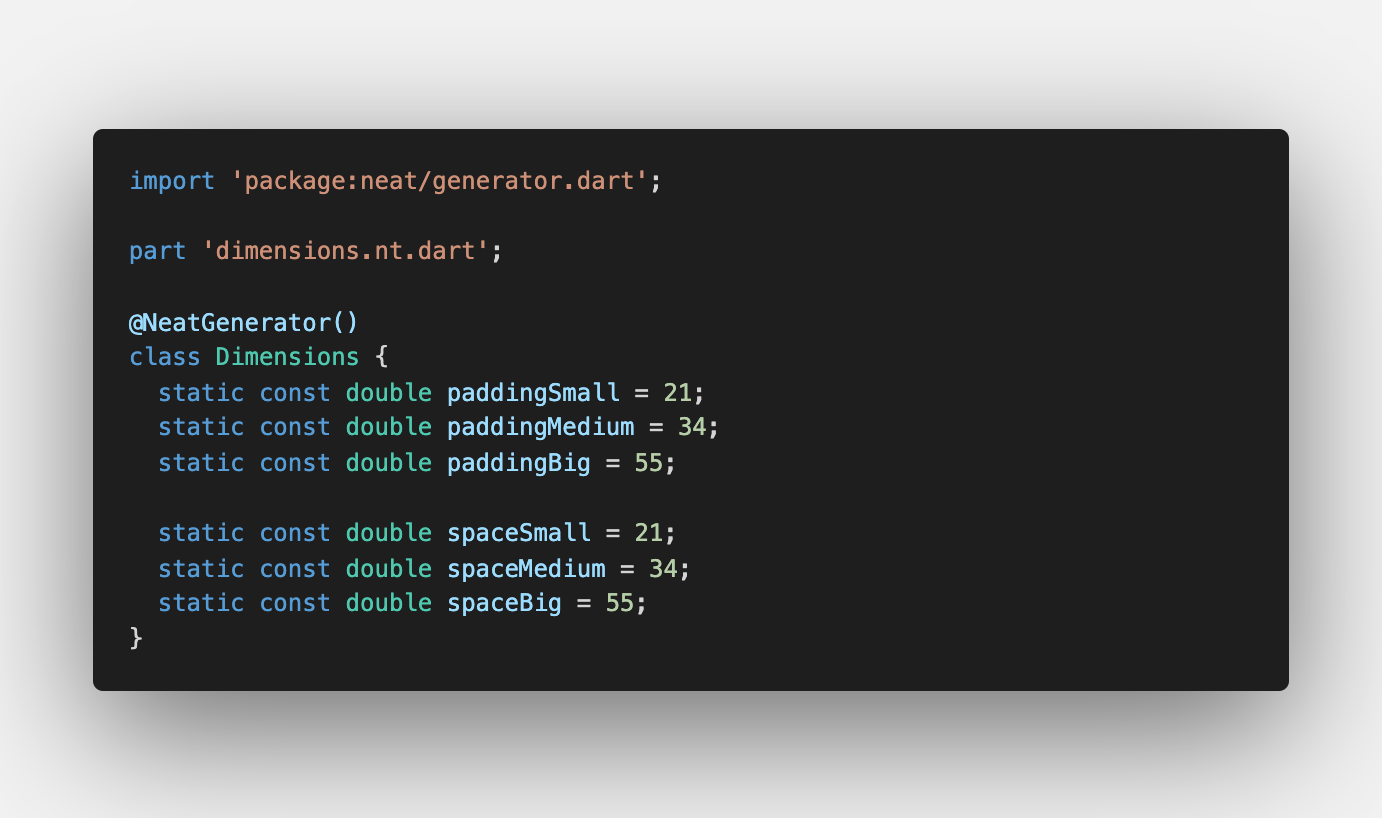 import 'package:neat/generator.dart';
part 'dimensions.nt.dart';
@NeatGenerator()
class Dimensions {
  static const double paddingSmall = 21;
  static const double paddingMedium = 34;
  static const double paddingBig = 55;
  static const double spaceSmall = 21;
  static const double spaceMedium = 34;
  static const double spaceBig = 55;
}